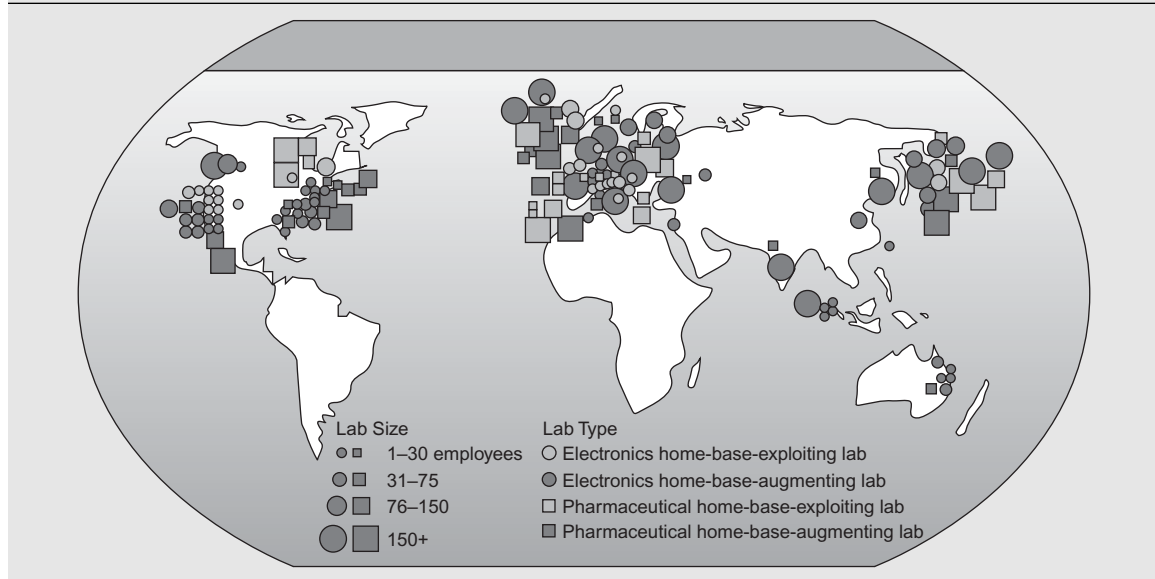 Lab Size
1–30 employees
31–75
76–150
150+
Lab Type
Electronics home-base-exploiting lab
Electronics home-base-augmenting lab
Pharmaceutical home-base-exploiting lab
Pharmaceutical home-base-augmenting lab